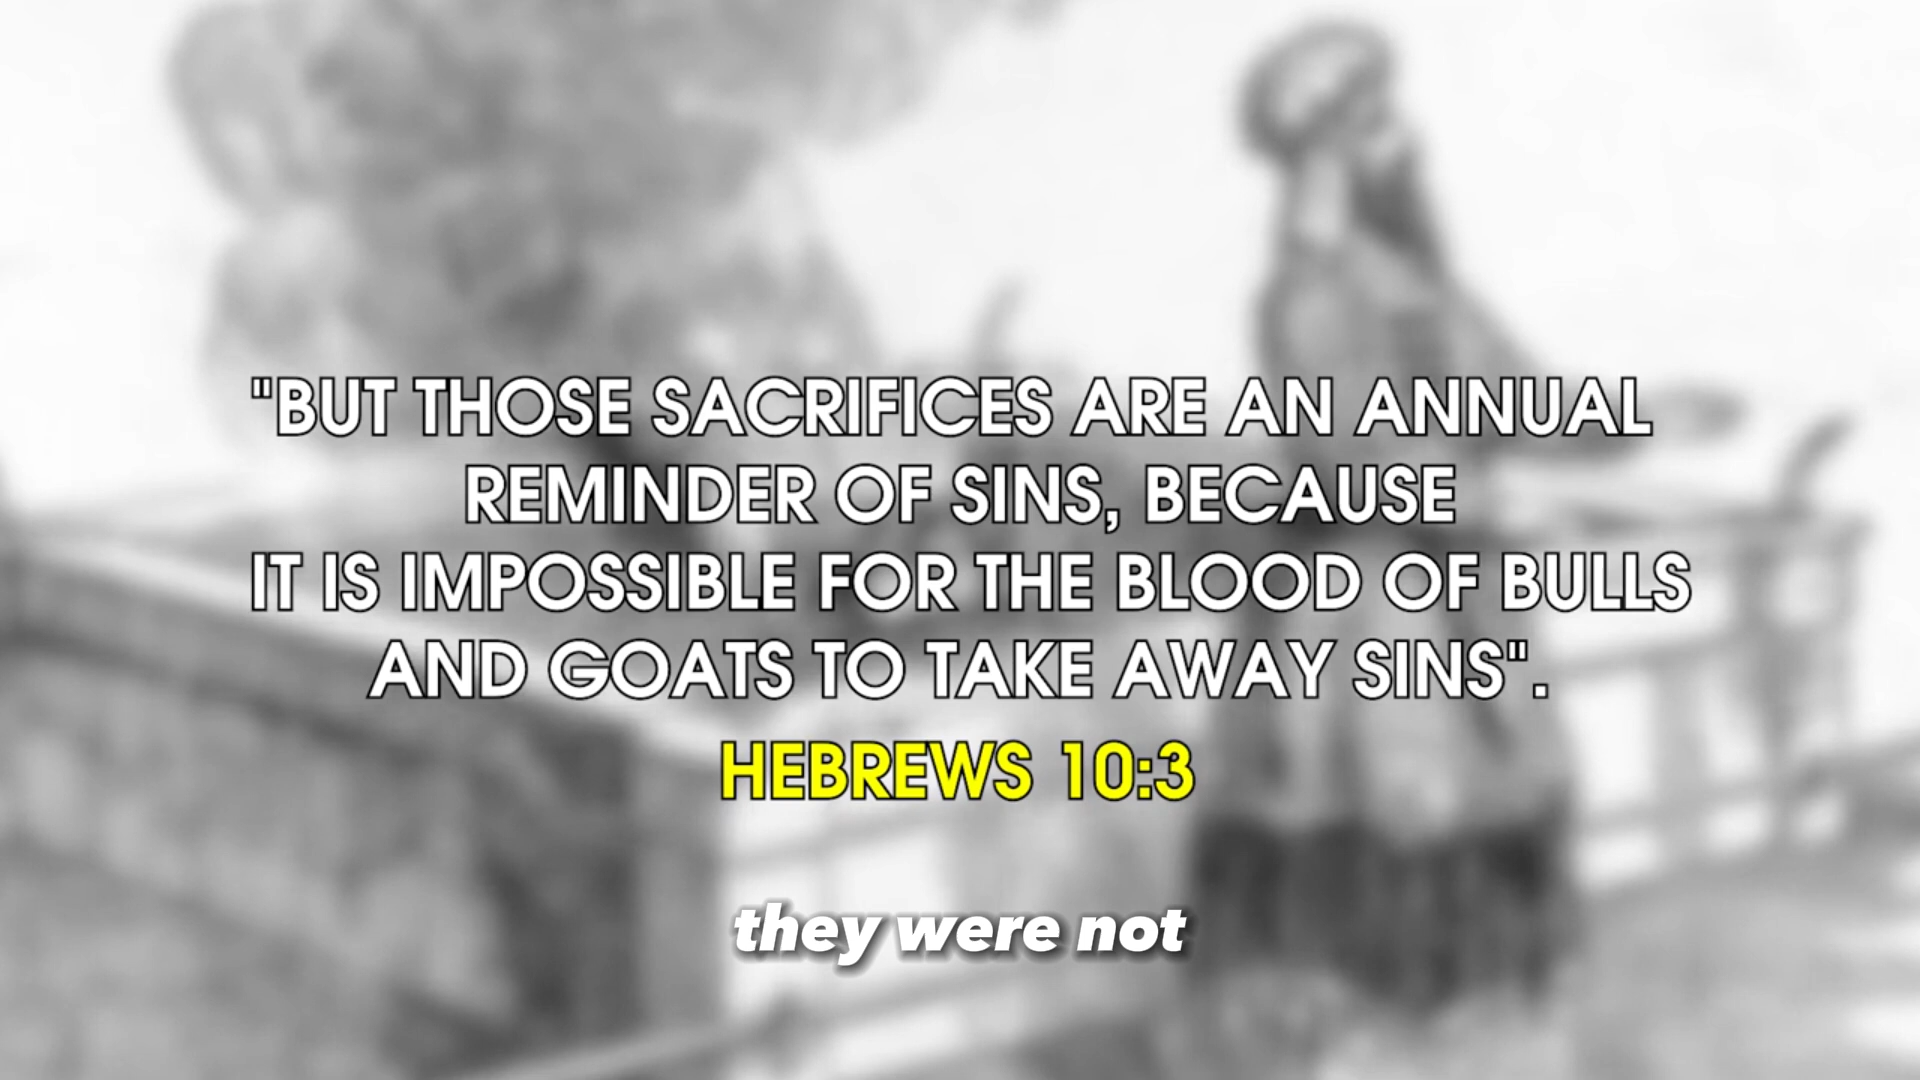 "BUT THOSE SACRIFICES ARE AN ANNUAL
REMINDER OF SINS, BECAUSE
IT IS IMPOSSIBLE FOR THE BLOOD OF BULLS
AND GOATS TO TAKE AWAY SINS".
HEBREWS 10:3
they were not